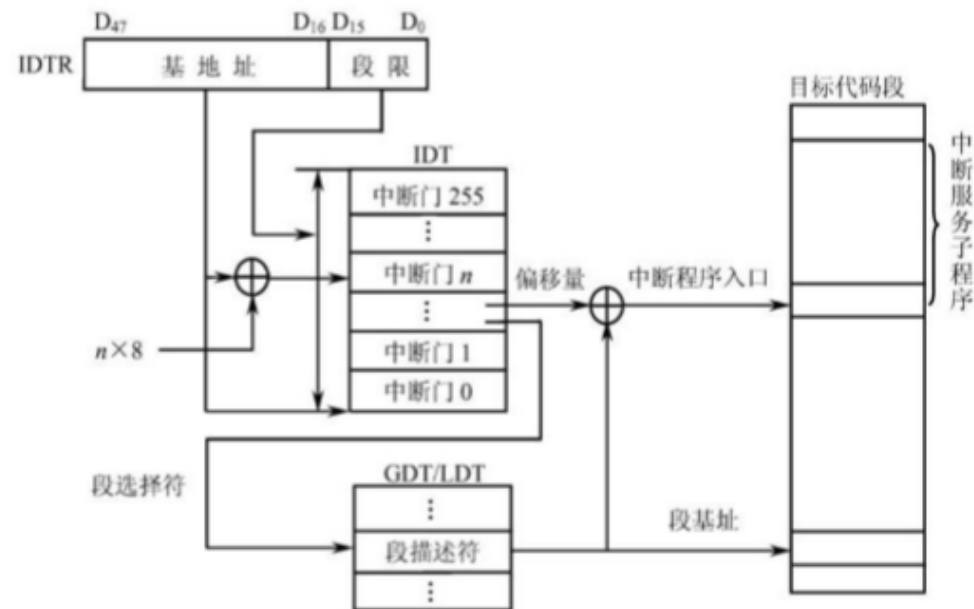 D47 D16 D15 D0
IDTR 基地址 段限
目标代码段
IDT
中断门 255
⋮
中断门 n
⋮
中断门 1
中断门 0
n×8
偏移量
中断程序入口
中断服务子程序
段选择符
GDT/LDT
⋮
段描述符
⋮
段基址